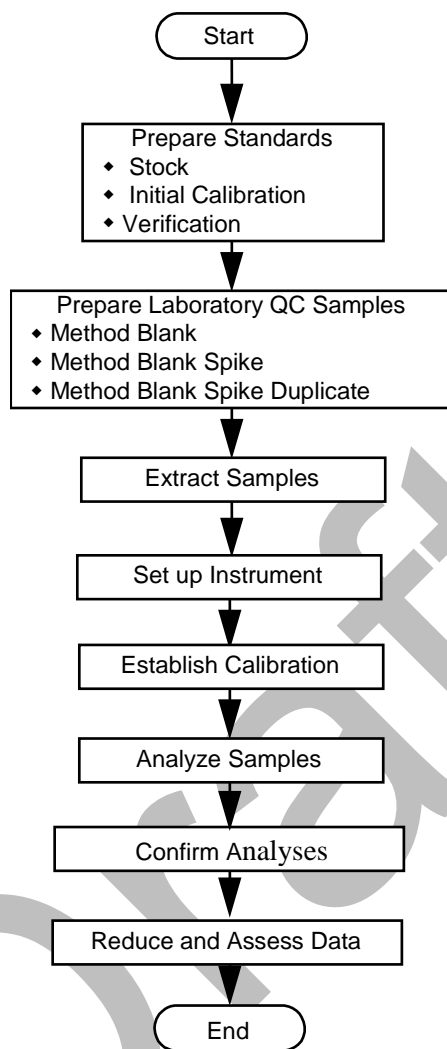 Start
Prepare Standards
◆ Stock
◆ Initial Calibration
◆ Verification
Prepare Laboratory QC Samples
◆ Method Blank
◆ Method Blank Spike
◆ Method Blank Spike Duplicate
Extract Samples
Set up Instrument
Establish Calibration
Analyze Samples
Confirm Analyses
Reduce and Assess Data
End
Draft